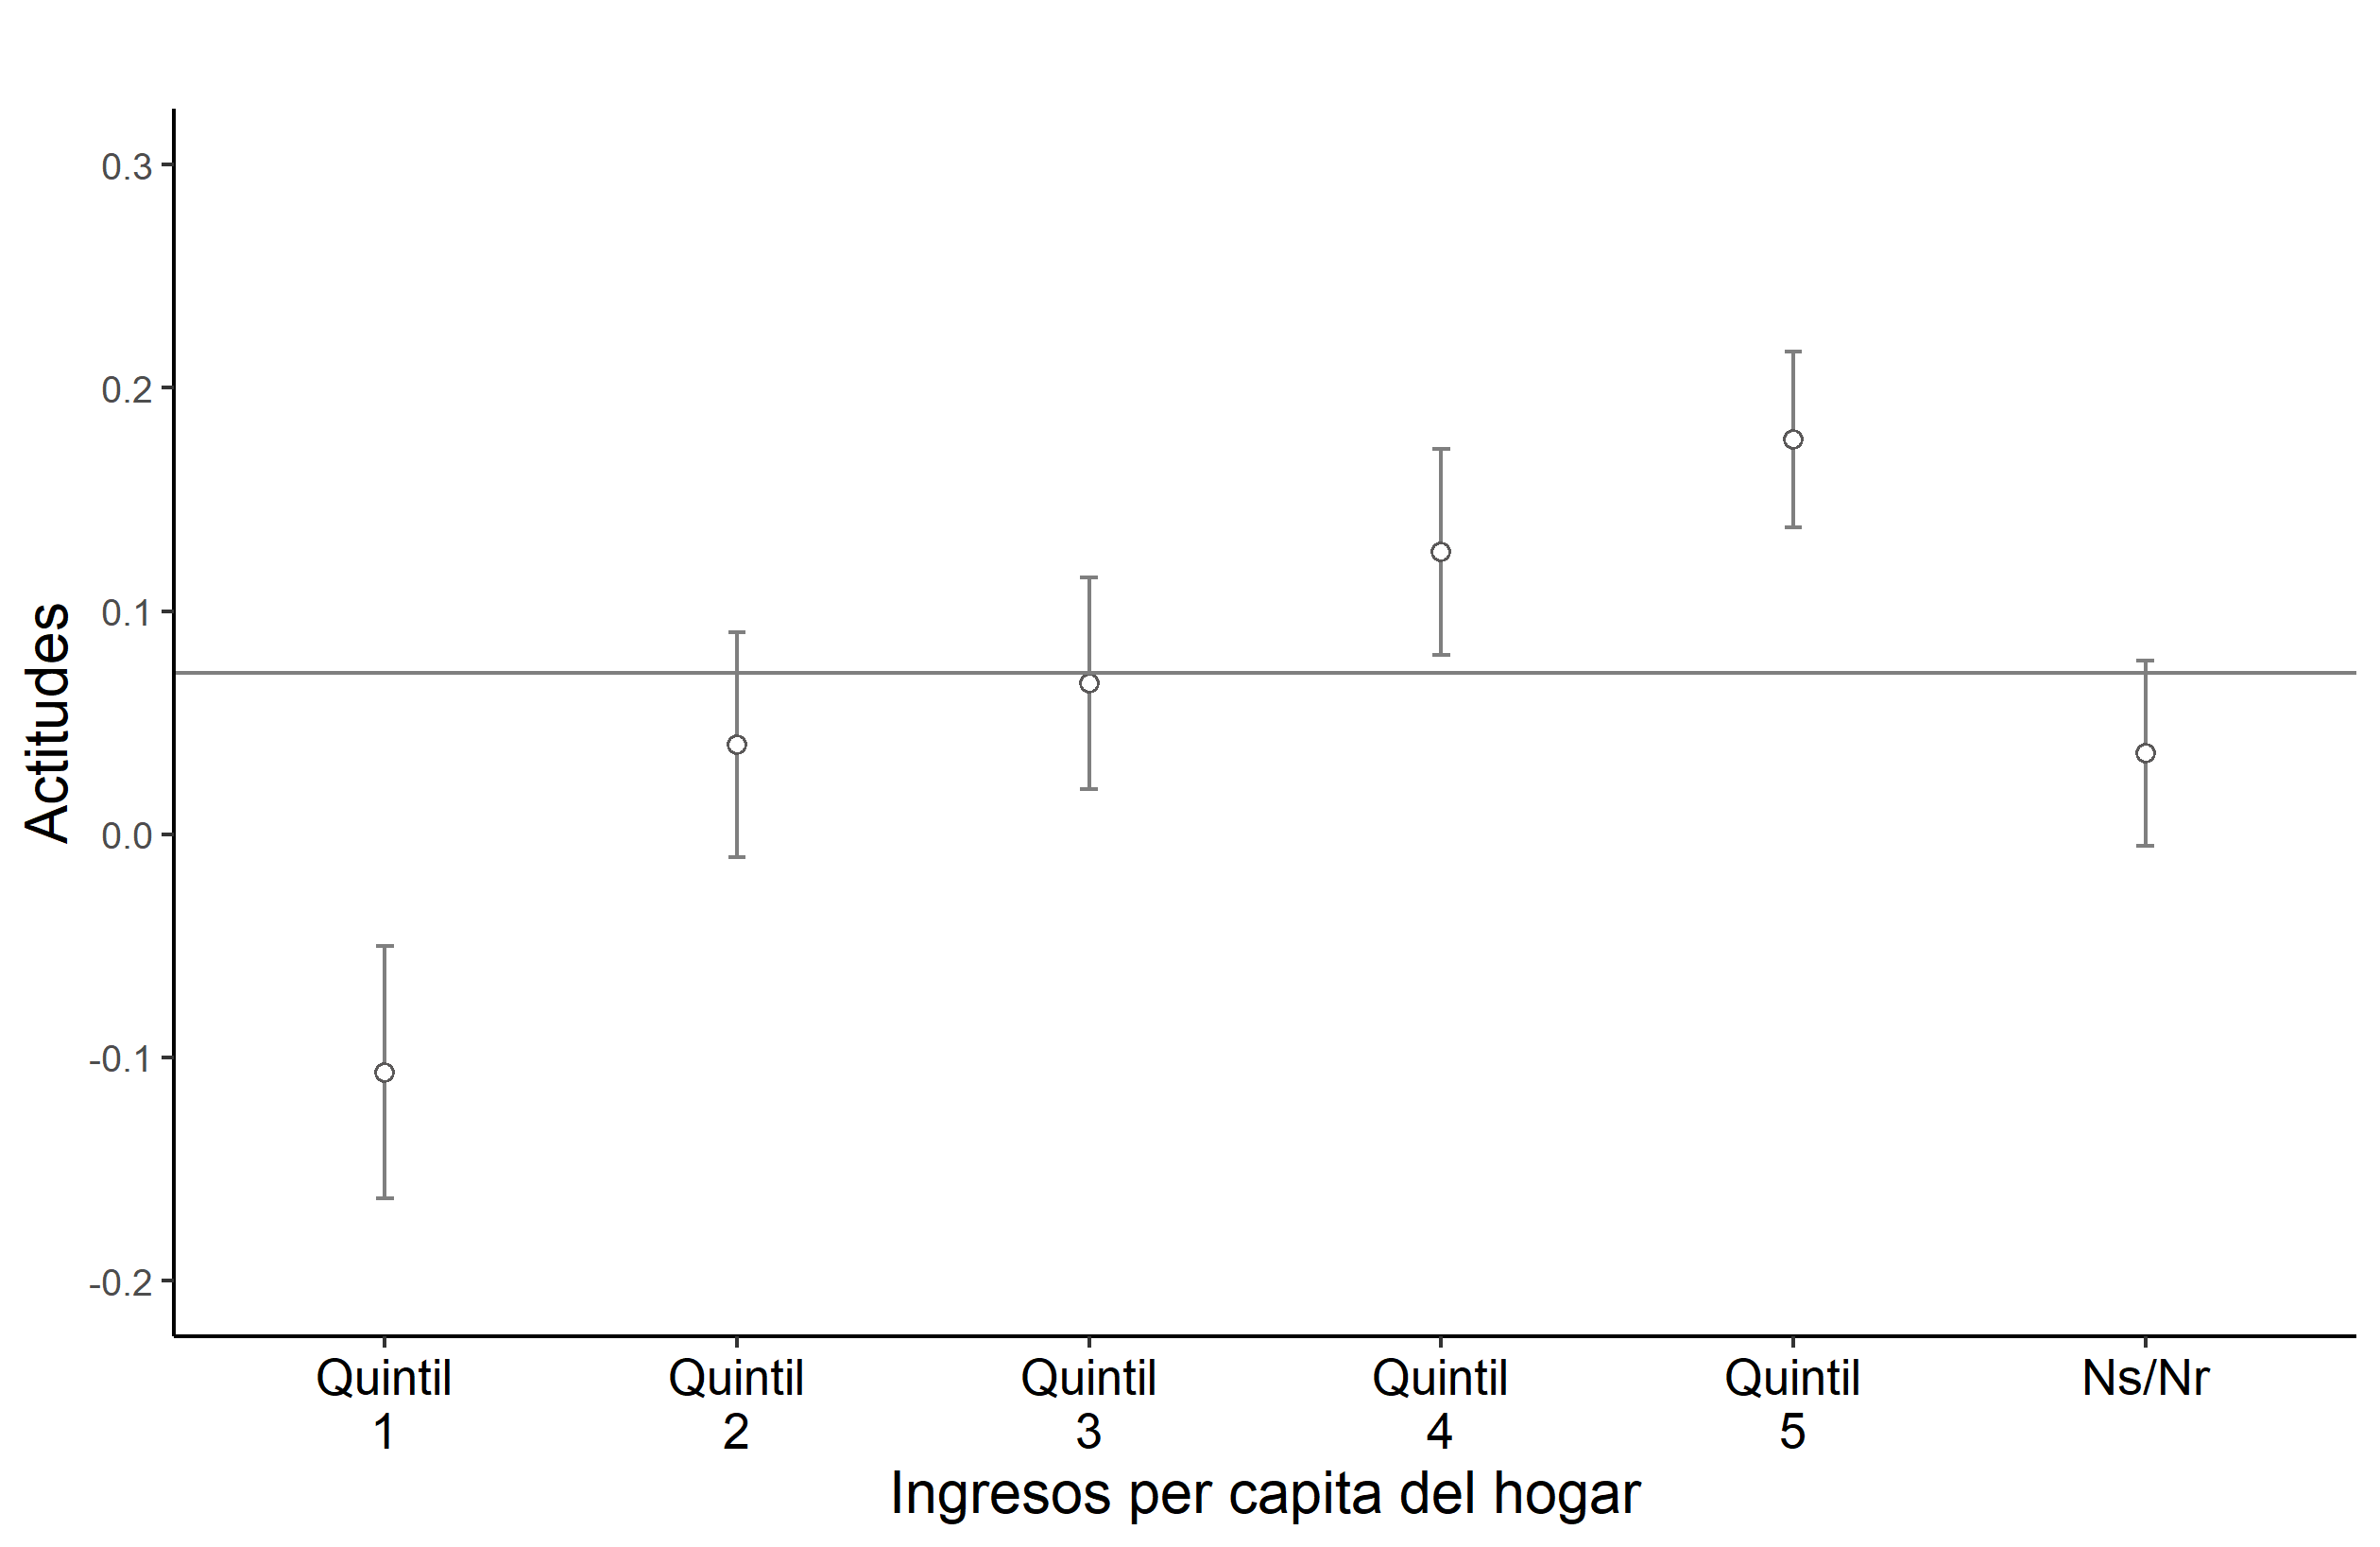 Actitudes
0.3
0.2
0.1
0.0
-0.1
-0.2
Quintil Quintil Quintil Quintil Quintil Ns/Nr
1 2 3 4 5
Ingresos per capita del hogar